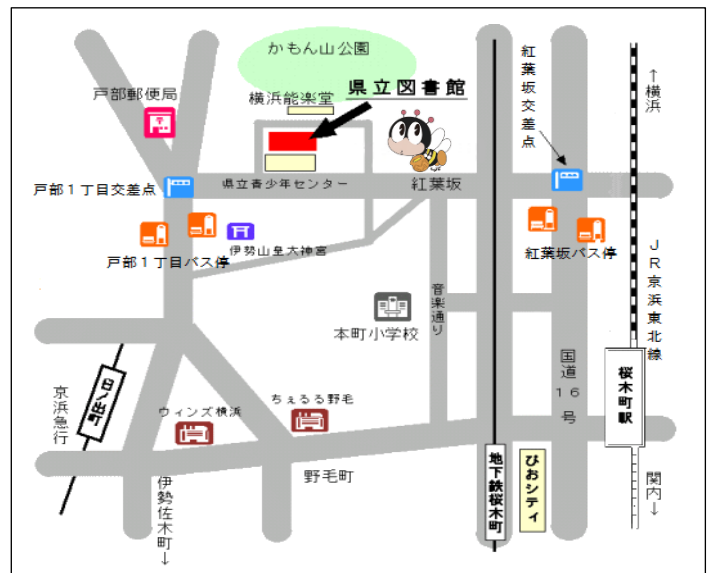 かもん山公園
紅葉坂交差点
戸部郵便局
横浜能楽堂
県立図書館
↑横浜
戸部1丁目交差点
県立青少年センター
紅葉坂
伊勢山皇大神宮
戸部1丁目バス停
紅葉坂バス停
JR京浜東北線
音楽通り
本町小学校
国道16号
桜木町駅
日ノ出町
京浜急行
ウィンズ横浜
ちぇるる野毛
野毛町
地下鉄桜木町
ぴおシティ
関内↓
伊勢佐木町↓